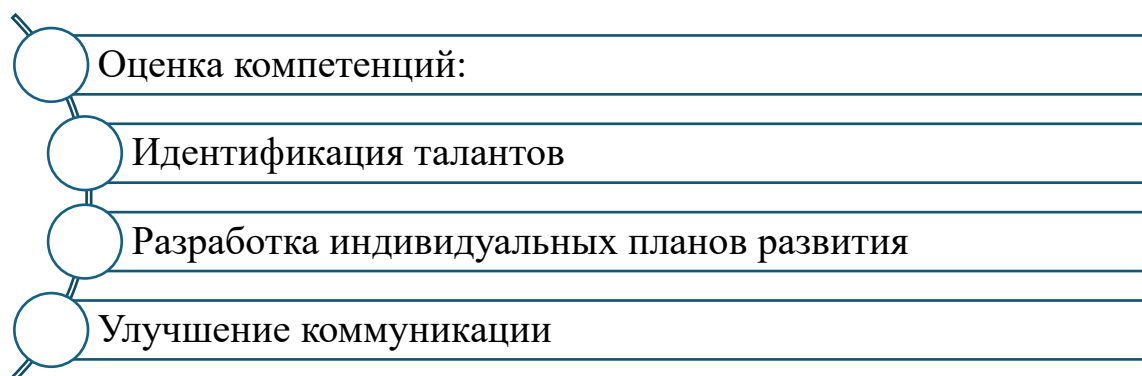 Оценка компетенций:
Идентификация талантов
Разработка индивидуальных планов развития
Улучшение коммуникации